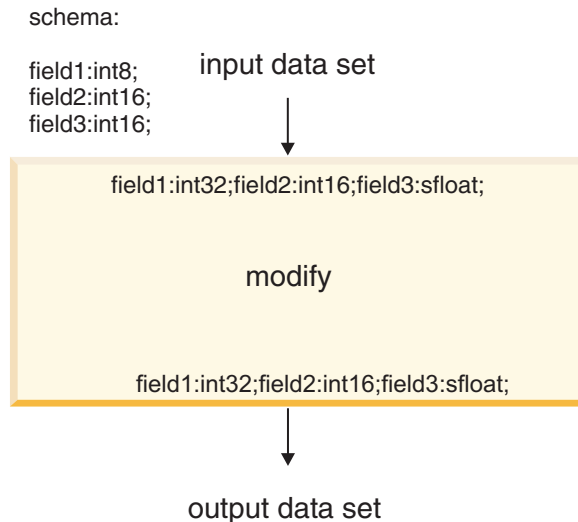 schema:
field1:int8;
field2:int16;
field3:int16;
input data set
field1:int32;field2:int16;field3:sfloat;
modify
field1:int32;field2:int16;field3:sfloat;
output data set